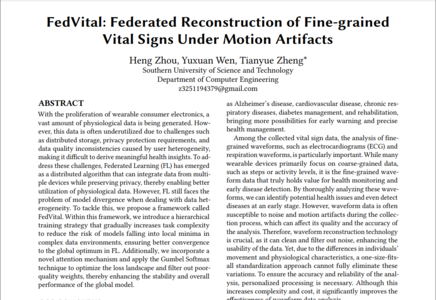 FedVital: Federated Reconstruction of Fine-grained
Vital Signs Under Motion Artifacts
Heng Zhou, Yuxuan Wen, Tianyue Zheng*
Southern University of Science and Technology
Department of Computer Engineering
z3251194379@gmail.com
ABSTRACT
With the proliferation of wearable consumer electronics, a
vast amount of physiological data is being generated. How-
ever, this data is often underutilized due to challenges such
as distributed storage, privacy protection requirements, and
data quality inconsistencies caused by user heterogeneity,
making it difficult to derive meaningful health insights. To ad-
dress these challenges, Federated Learning (FL) has emerged
as a distributed algorithm that can integrate data from multi-
ple devices while preserving privacy, thereby enabling better
utilization of physiological data. However, FL still faces the
problem of model divergence when dealing with data het-
erogeneity. To tackle this, we propose a framework called
FedVital. Within this framework, we introduce a hierarchical
training strategy that gradually increases task complexity
to reduce the risk of models falling into local minima in
complex data environments, ensuring better convergence
to the global optimum in FL. Additionally, we incorporate a
novel attention mechanism and apply the Gumbel Softmax
technique to optimize the loss landscape and filter out poor-
quality weights, thereby enhancing the stability and overall
performance of the global model.
as Alzheimer's disease, cardiovascular disease, chronic res-
piratory diseases, diabetes management, and rehabilitation,
bringing more possibilities for early warning and precise
health management.
Among the collected vital sign data, the analysis of fine-
grained waveforms, such as electrocardiograms (ECG) and
respiration waveforms, is particularly important. While many
wearable devices primarily focus on coarse-grained data,
such as steps or activity levels, it is the fine-grained wave-
form data that truly holds value for health monitoring and
early disease detection. By thoroughly analyzing these wave-
forms, we can identify potential health issues and even detect
diseases at an early stage. However, waveform data is often
susceptible to noise and motion artifacts during the collec-
tion process, which can affect its quality and the accuracy of
the analysis. Therefore, waveform reconstruction technology
is crucial, as it can clean and filter out noise, enhancing the
usability of the data. Yet, due to the differences in individuals'
movement and physiological characteristics, a one-size-fits-
all standardization approach cannot fully eliminate these
variations. To ensure the accuracy and reliability of the anal-
ysis, personalized processing is necessary. Although this
increases complexity and cost, it significantly improves the